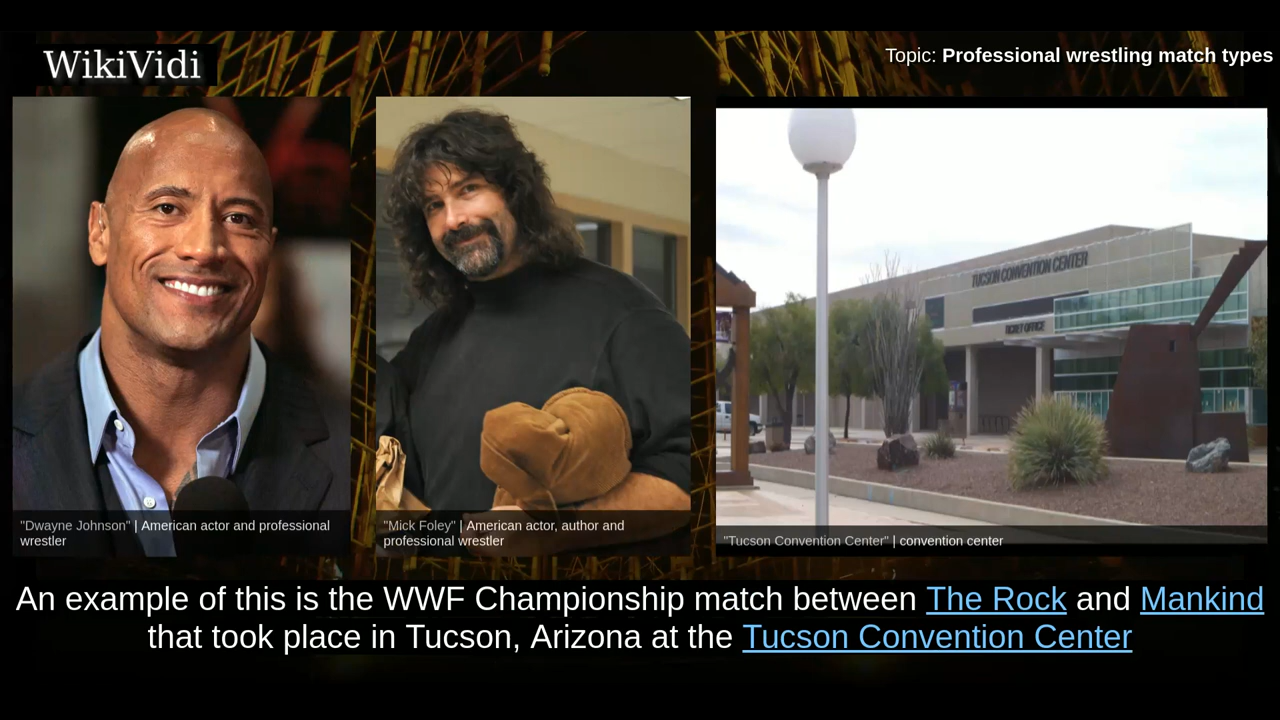 WikiVidi
Topic: Professional wrestling match types
"Dwayne Johnson" | American actor and professional
wrestler
"Mick Foley" | American actor, author and
professional wrestler
TUCSON CONVENTION CENTER
TICKET OFFICE
"Tucson Convention Center" | convention center
An example of this is the WWF Championship match between The Rock and Mankind
that took place in Tucson, Arizona at the Tucson Convention Center